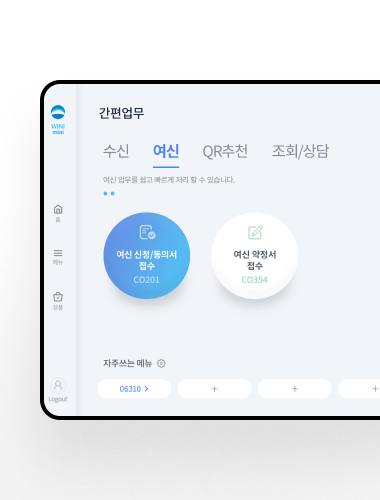 WINI
mini
홈
메뉴
상품
Logout
간편업무
수신 여신 QR추천 조회/상담
여신 업무를 쉽고 빠르게 처리 할 수 있습니다.
여신 신청/동의서
접수
CO201
여신 약정서
접수
CO354
자주쓰는 메뉴
06310 > + + +